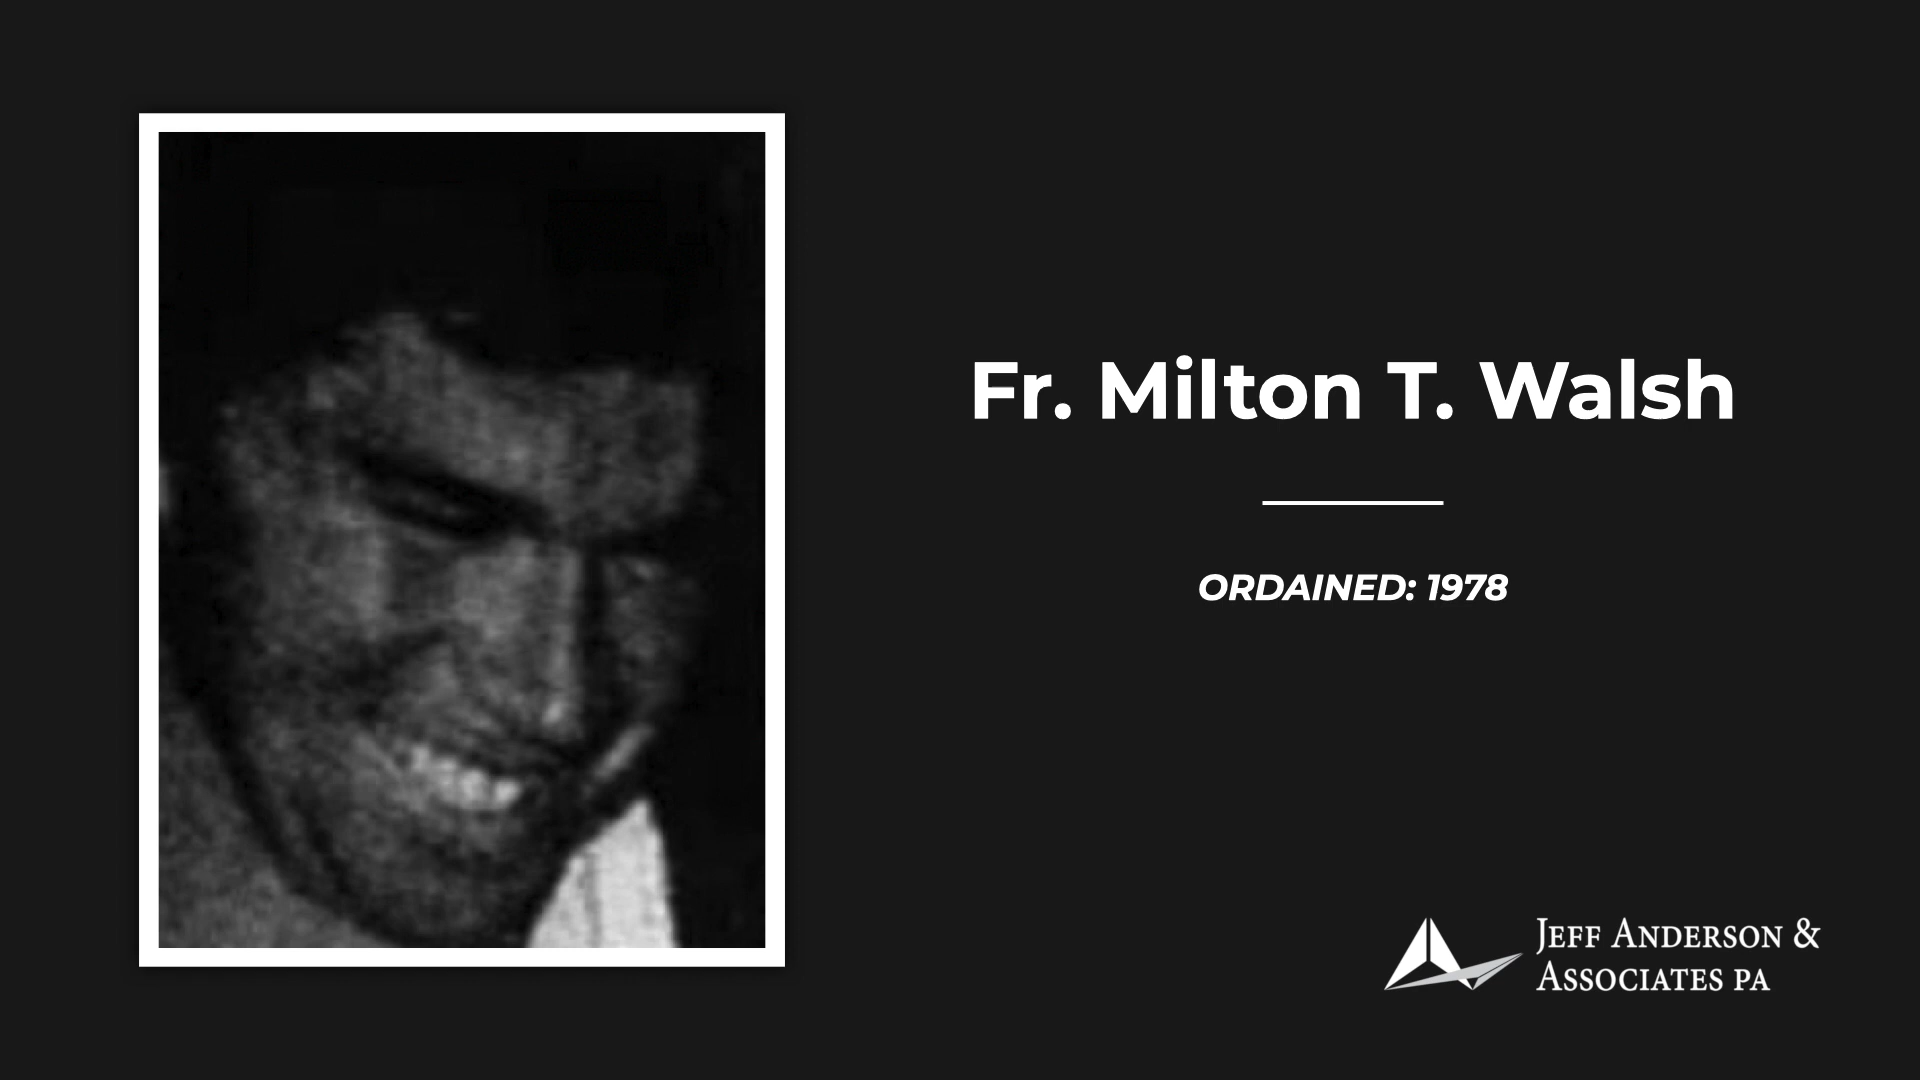 Fr. Milton T. Walsh
ORDAINED: 1978
JEFF ANDERSON &
ASSOCIATES PA